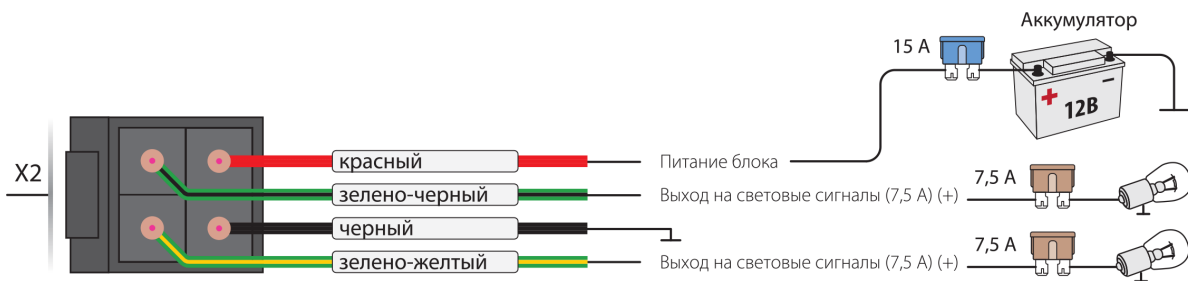 Аккумулятор
15 А
12В
X2
красный
Питание блока
зелено-черный
Выход на световые сигналы (7,5 А) (+)
7,5 А
черный
зелено-желтый
Выход на световые сигналы (7,5 А) (+)
7,5 А